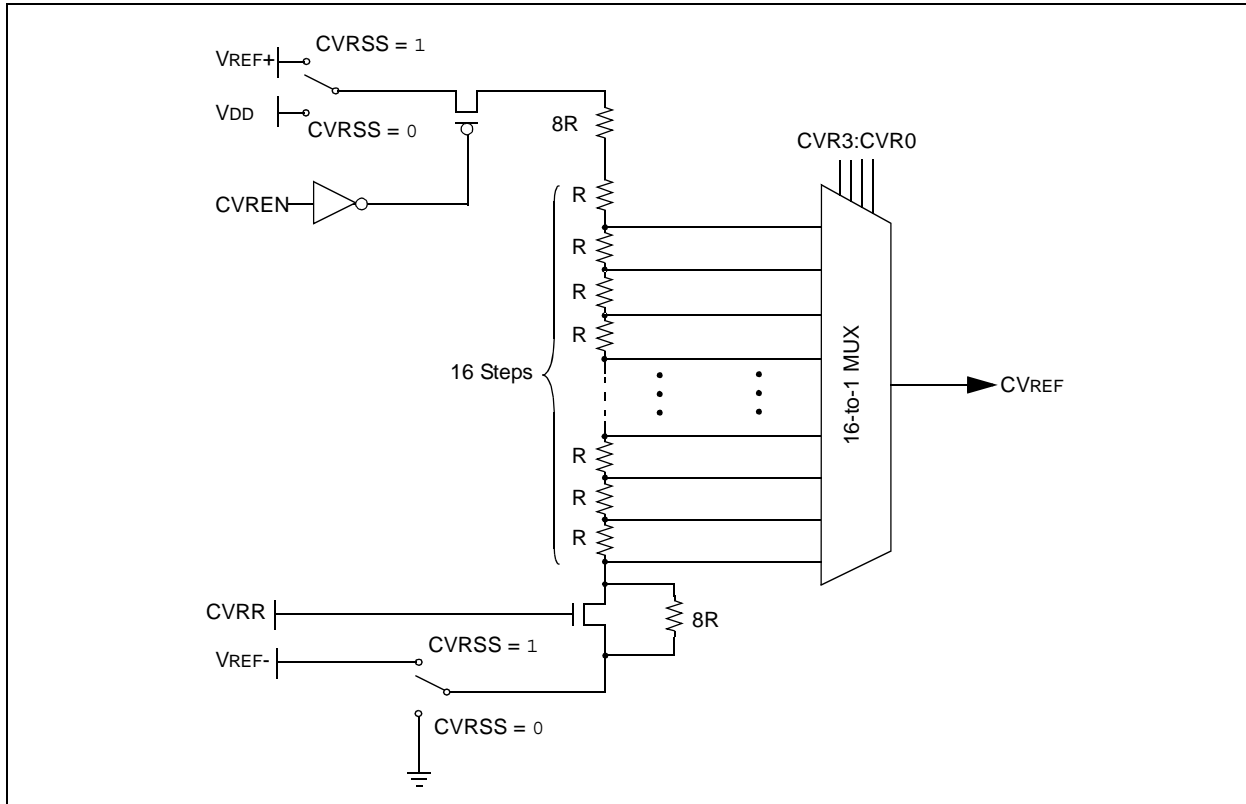 CVRSS = 1
VREF+
VDD
CVRSS = 0
8R
CVR3:CVR0
CVREN
R
R
R
R
16 Steps
16-to-1 MUX
CVREF
R
R
R
CVRR
8R
CVRSS = 1
VREF-
CVRSS = 0